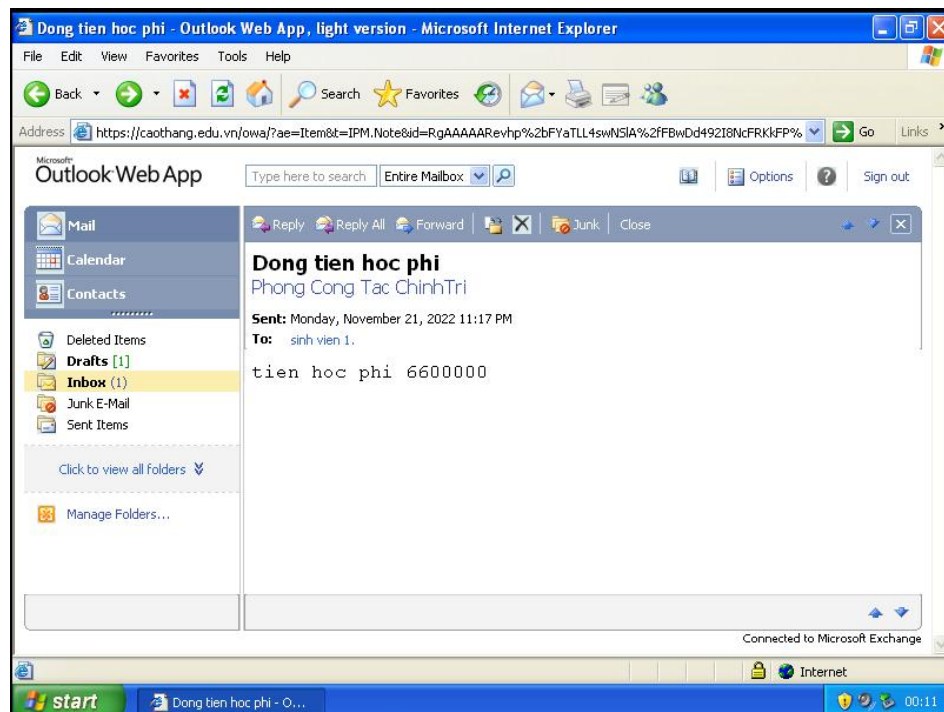 Dong tien hoc phi - Outlook Web App, light version - Microsoft Internet Explorer
File Edit View Favorites Tools Help
Back Search Favorites
Address https://caothang.edu.vn/owa/?ae=Item&t=IPM.Note&id=RgAAAAARevhp%2bFYaTLL4swNSlA%2fFBwDd492I8NcFRKkFP% Go Links
Microsoft
Outlook Web App Type here to search Entire Mailbox Options Sign out
Mail Reply Reply All Forward Junk Close
Calendar
Contacts
Dong tien hoc phi
Phong Cong Tac ChinhTri
Sent: Monday, November 21, 2022 11:17 PM
To: sinh vien 1.
tien hoc phi 6600000
Deleted Items
Drafts [1]
Inbox (1)
Junk E-Mail
Sent Items
Click to view all folders
Manage Folders...
Connected to Microsoft Exchange
Internet
start Dong tien hoc phi - O... 00:11